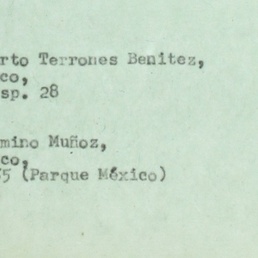 rto Terrones Benitez,
co,
sp. 28
mino Muñoz,
co,
5 (Parque México)